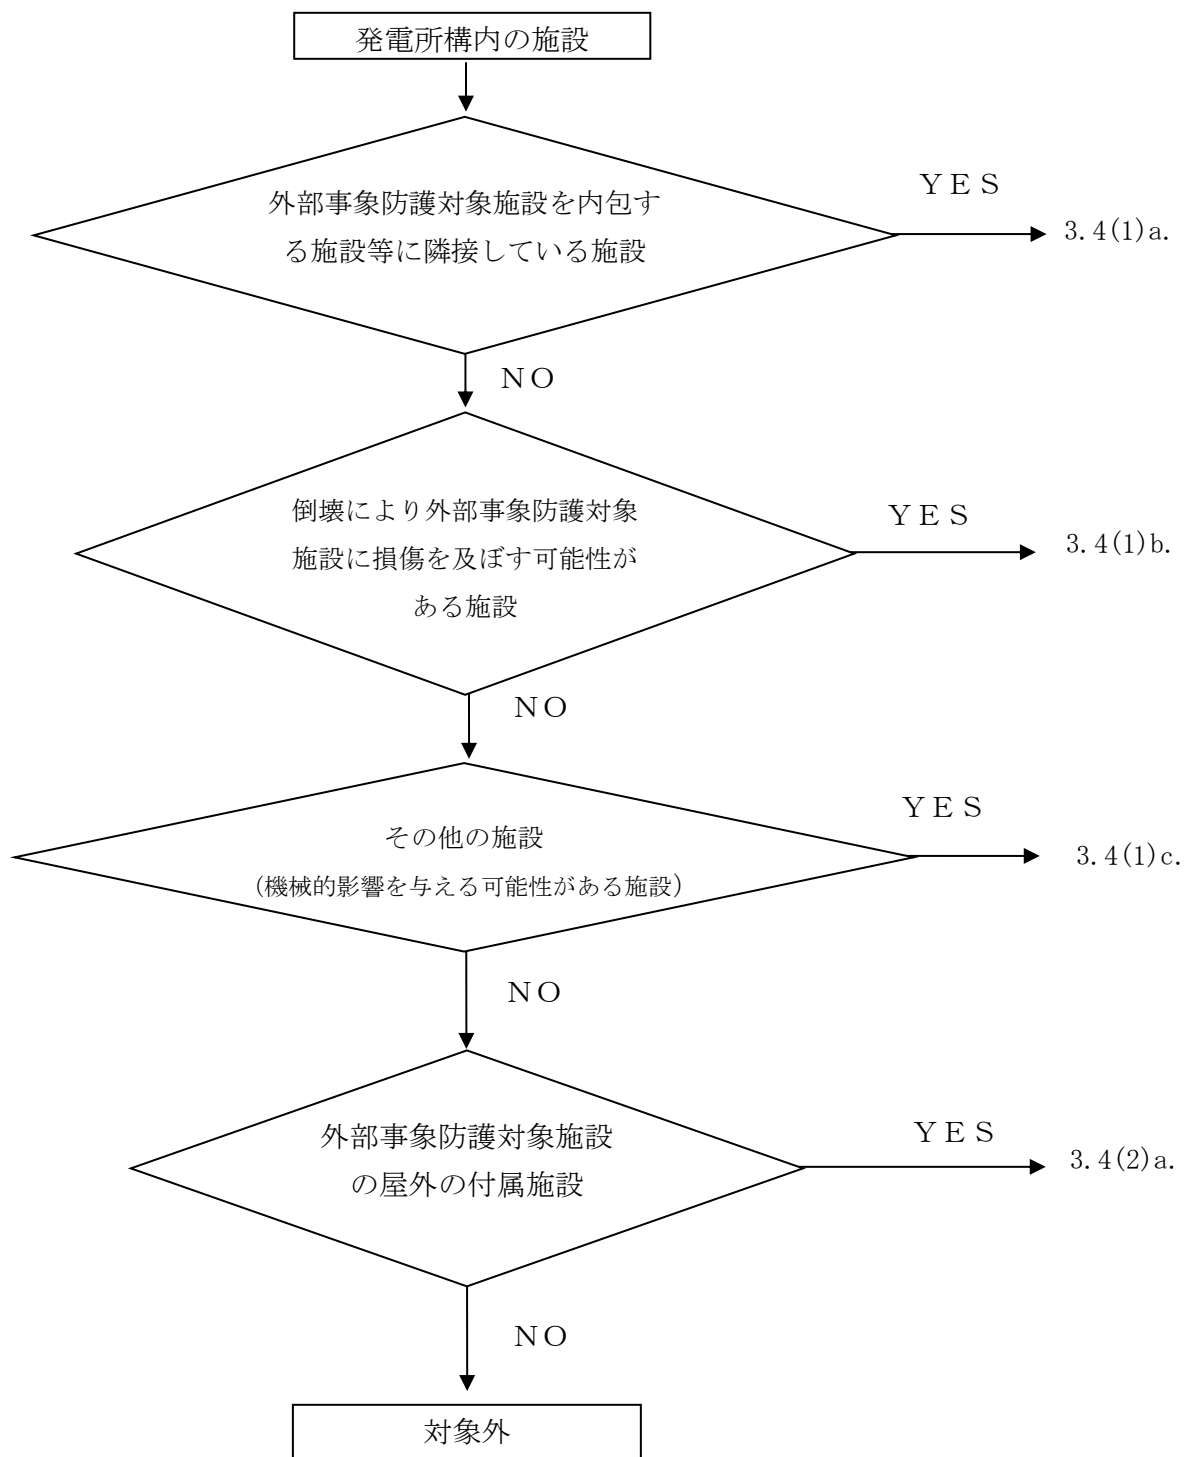 発電所構内の施設
外部事象防護対象施設を内包す
る施設等に隣接している施設
ＹＥＳ
3.4(1)a.
ＮＯ
倒壊により外部事象防護対象
施設に損傷を及ぼす可能性が
ある施設
ＹＥＳ
3.4(1)b.
ＮＯ
その他の施設
（機械的影響を与える可能性がある施設）
ＹＥＳ
3.4(1)c.
ＮＯ
外部事象防護対象施設
の屋外の付属施設
ＹＥＳ
3.4(2)a.
ＮＯ
対象外